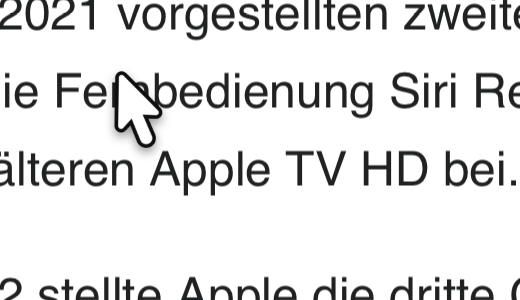 2021 vorgestellten zweite
ie Fernbedienung Siri Re
älteren Apple TV HD bei.
2 stellte Apple die dritte